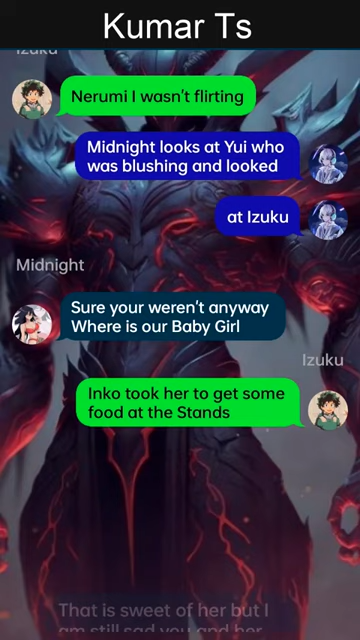 Kumar Ts
Izuku
Nerumi I wasn't flirting
Midnight looks at Yui who
was blushing and looked
at Izuku
Midnight
Sure your weren't anyway
Where is our Baby Girl
Izuku
Inko took her to get some
food at the Stands
That is sweet of her but I
am still sad you and her